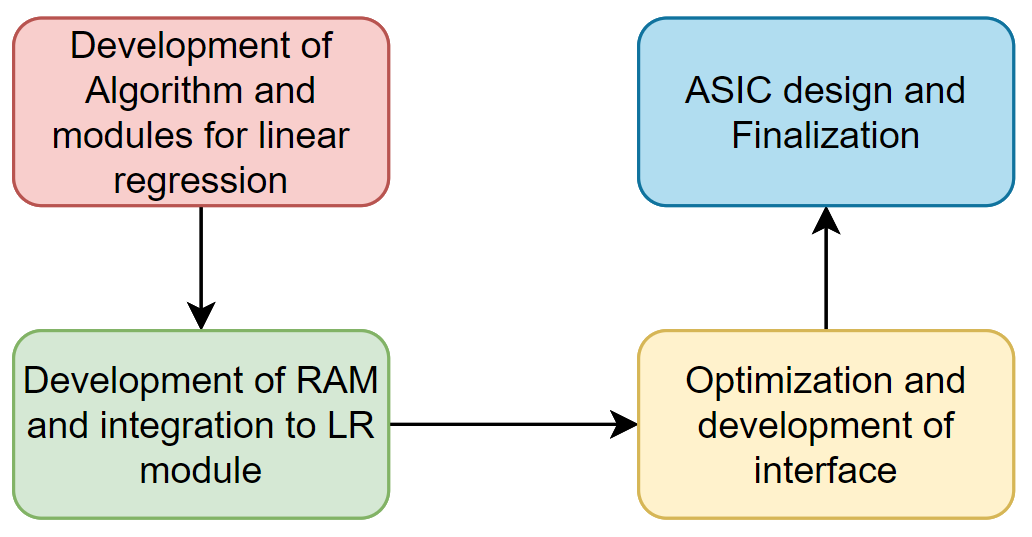 Development of
Algorithm and
modules for linear
regression
Development of RAM
and integration to LR
module
Optimization and
development of
interface
ASIC design and
Finalization